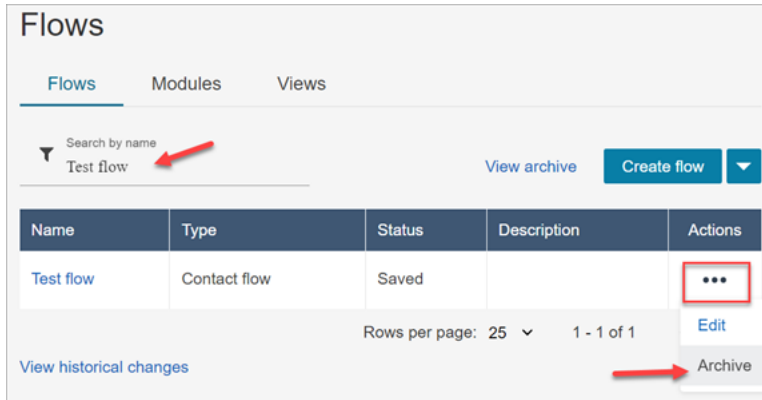 Flows
Flows Modules Views
Search by name
Test flow
View archive Create flow
Name Type Status Description Actions
Test flow Contact flow Saved •••
Rows per page: 25 1 - 1 of 1
Edit
View historical changes
Archive